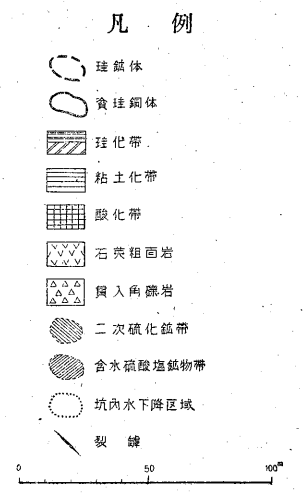 凡例
珪鉱体
含珪銅体
珪化帯
粘土化帯
酸化帯
石英粗面岩
貫入角礫岩
二次硫化鉱帯
含水硫酸塩鉱物帯
坑内水下降区域
裂罅
0 50 100m